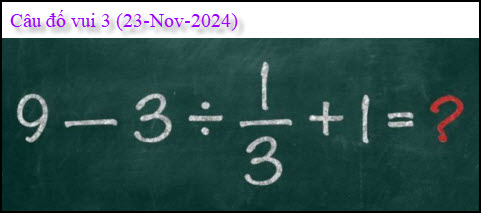 Câu đố vui 3 (23-Nov-2024)
9 − 3 ÷ 1/3 + 1 = ?